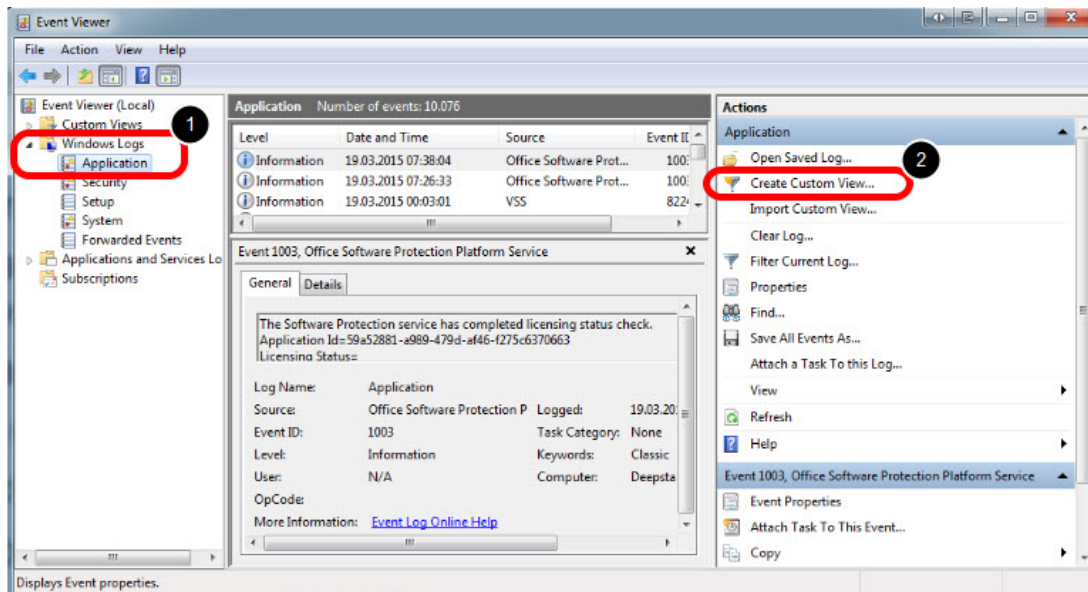 Event Viewer
File Action View Help
Event Viewer (Local)
Custom Views
1
Windows Logs
Application
Security
Setup
System
Forwarded Events
Applications and Services Lo
Subscriptions
Application Number of events: 10.076
Level Date and Time Source Event ID
Information 19.03.2015 07:38:04 Office Software Prot... 100
Information 19.03.2015 07:26:33 Office Software Prot... 100
Information 19.03.2015 00:03:01 VSS 822
Event 1003, Office Software Protection Platform Service
General Details
The Software Protection service has completed licensing status check.
Application Id=59a52881-a989-479d-af46-f275c6370663
Licensing Status=
Log Name: Application
Source: Office Software Protection P Logged: 19.03.20
Event ID: 1003 Task Category: None
Level: Information Keywords: Classic
User: N/A Computer: Deepsta
OpCode:
More Information: Event Log Online Help
Actions
Application
Open Saved Log...
2
Create Custom View...
Import Custom View...
Clear Log...
Filter Current Log...
Properties
Find...
Save All Events As...
Attach a Task To this Log...
View
Refresh
Help
Event 1003, Office Software Protection Platform Service
Event Properties
Attach Task To This Event...
Copy
Displays Event properties.